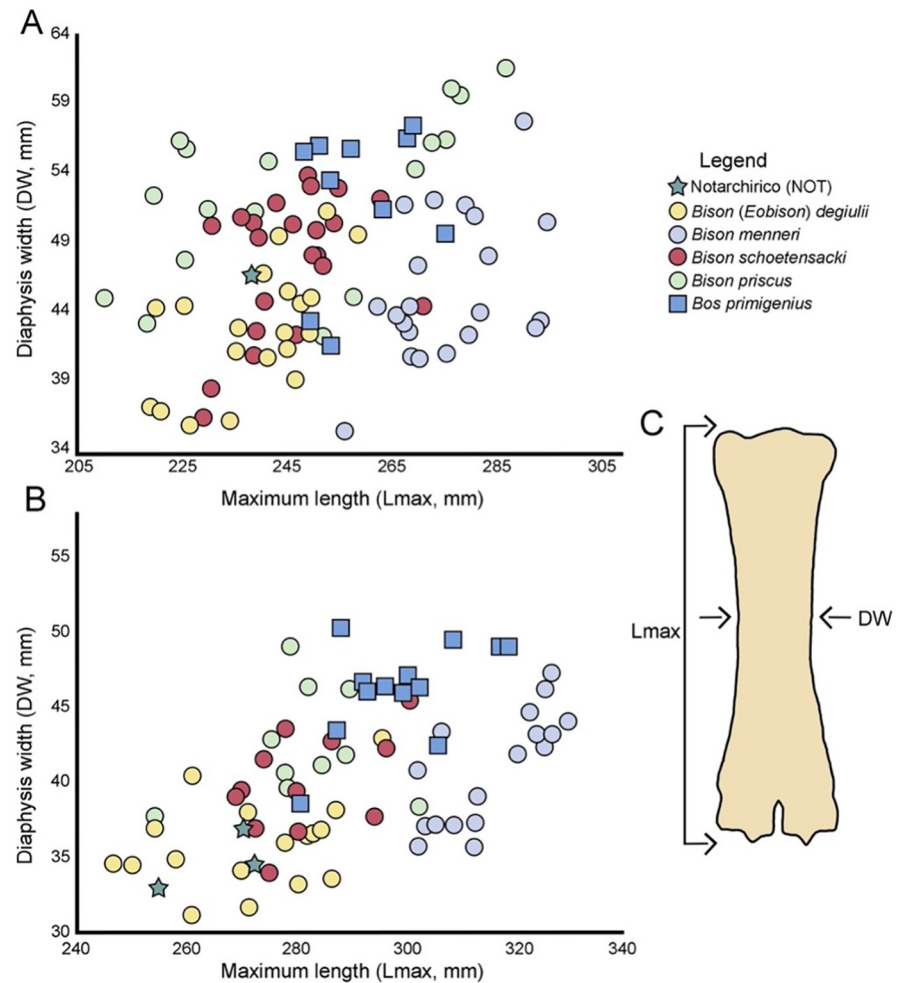 A
64
59
54
49
44
39
34
Diaphysis width (DW, mm)
205 225 245 265 285 305
Maximum length (Lmax, mm)
Legend
Notarchirico (NOT)
Bison (Eobison) degiulii
Bison menneri
Bison schoetensacki
Bison priscus
Bos primigenius
B
55
50
45
40
35
30
Diaphysis width (DW, mm)
240 260 280 300 320 340
Maximum length (Lmax, mm)
C
Lmax
DW